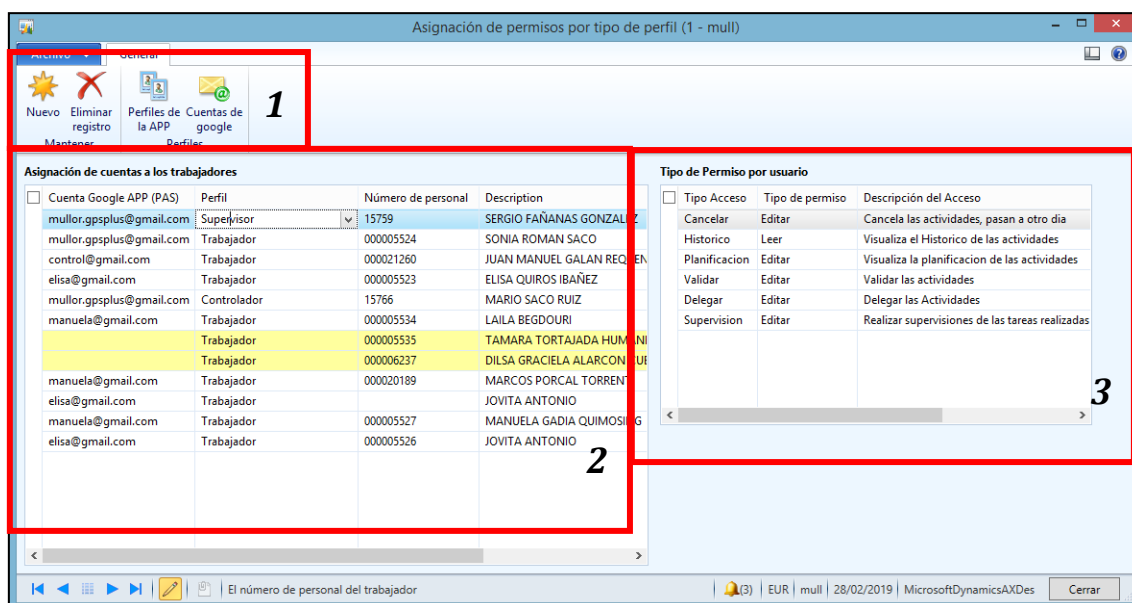 Asignación de permisos por tipo de perfil (1 - mull)
Archivo General
Nuevo Eliminar registro Perfiles de la APP Cuentas de google
Mantener Perfiles
1
Asignación de cuentas a los trabajadores
Cuenta Google APP (PAS) Perfil Número de personal Description
mullor.gpsplus@gmail.com Supervisor 15759 SERGIO FAÑANAS GONZALEZ
mullor.gpsplus@gmail.com Trabajador 000005524 SONIA ROMAN SACO
control@gmail.com Trabajador 000021260 JUAN MANUEL GALAN
elisa@gmail.com Trabajador 000005523 ELISA QUIROS IBAÑEZ
mullor.gpsplus@gmail.com Controlador 15766 MARIO SACO RUIZ
manuela@gmail.com Trabajador 000005534 LAILA BEGDOURI
Trabajador 000005535 TAMARA TORTAJADA
Trabajador 000006237 DILSA GRACIELA ALARCON
manuela@gmail.com Trabajador 000020189 MARCOS PORCAL TORRENT
elisa@gmail.com Trabajador JOVITA ANTONIO
manuela@gmail.com Trabajador 000005527 MANUELA GADIA
elisa@gmail.com Trabajador 000005526 JOVITA ANTONIO
2
Tipo de Permiso por usuario
Tipo Acceso Tipo de permiso Descripción del Acceso
Cancelar Editar Cancela las actividades, pasan a otro dia
Historico Leer Visualiza el Historico de las actividades
Planificacion Editar Visualiza la planificacion de las actividades
Validar Editar Validar las actividades
Delegar Editar Delegar las Actividades
Supervision Editar Realizar supervisiones de las tareas realizadas
3
El número de personal del trabajador (3) EUR mull 28/02/2019 MicrosoftDynamicsAXDes Cerrar